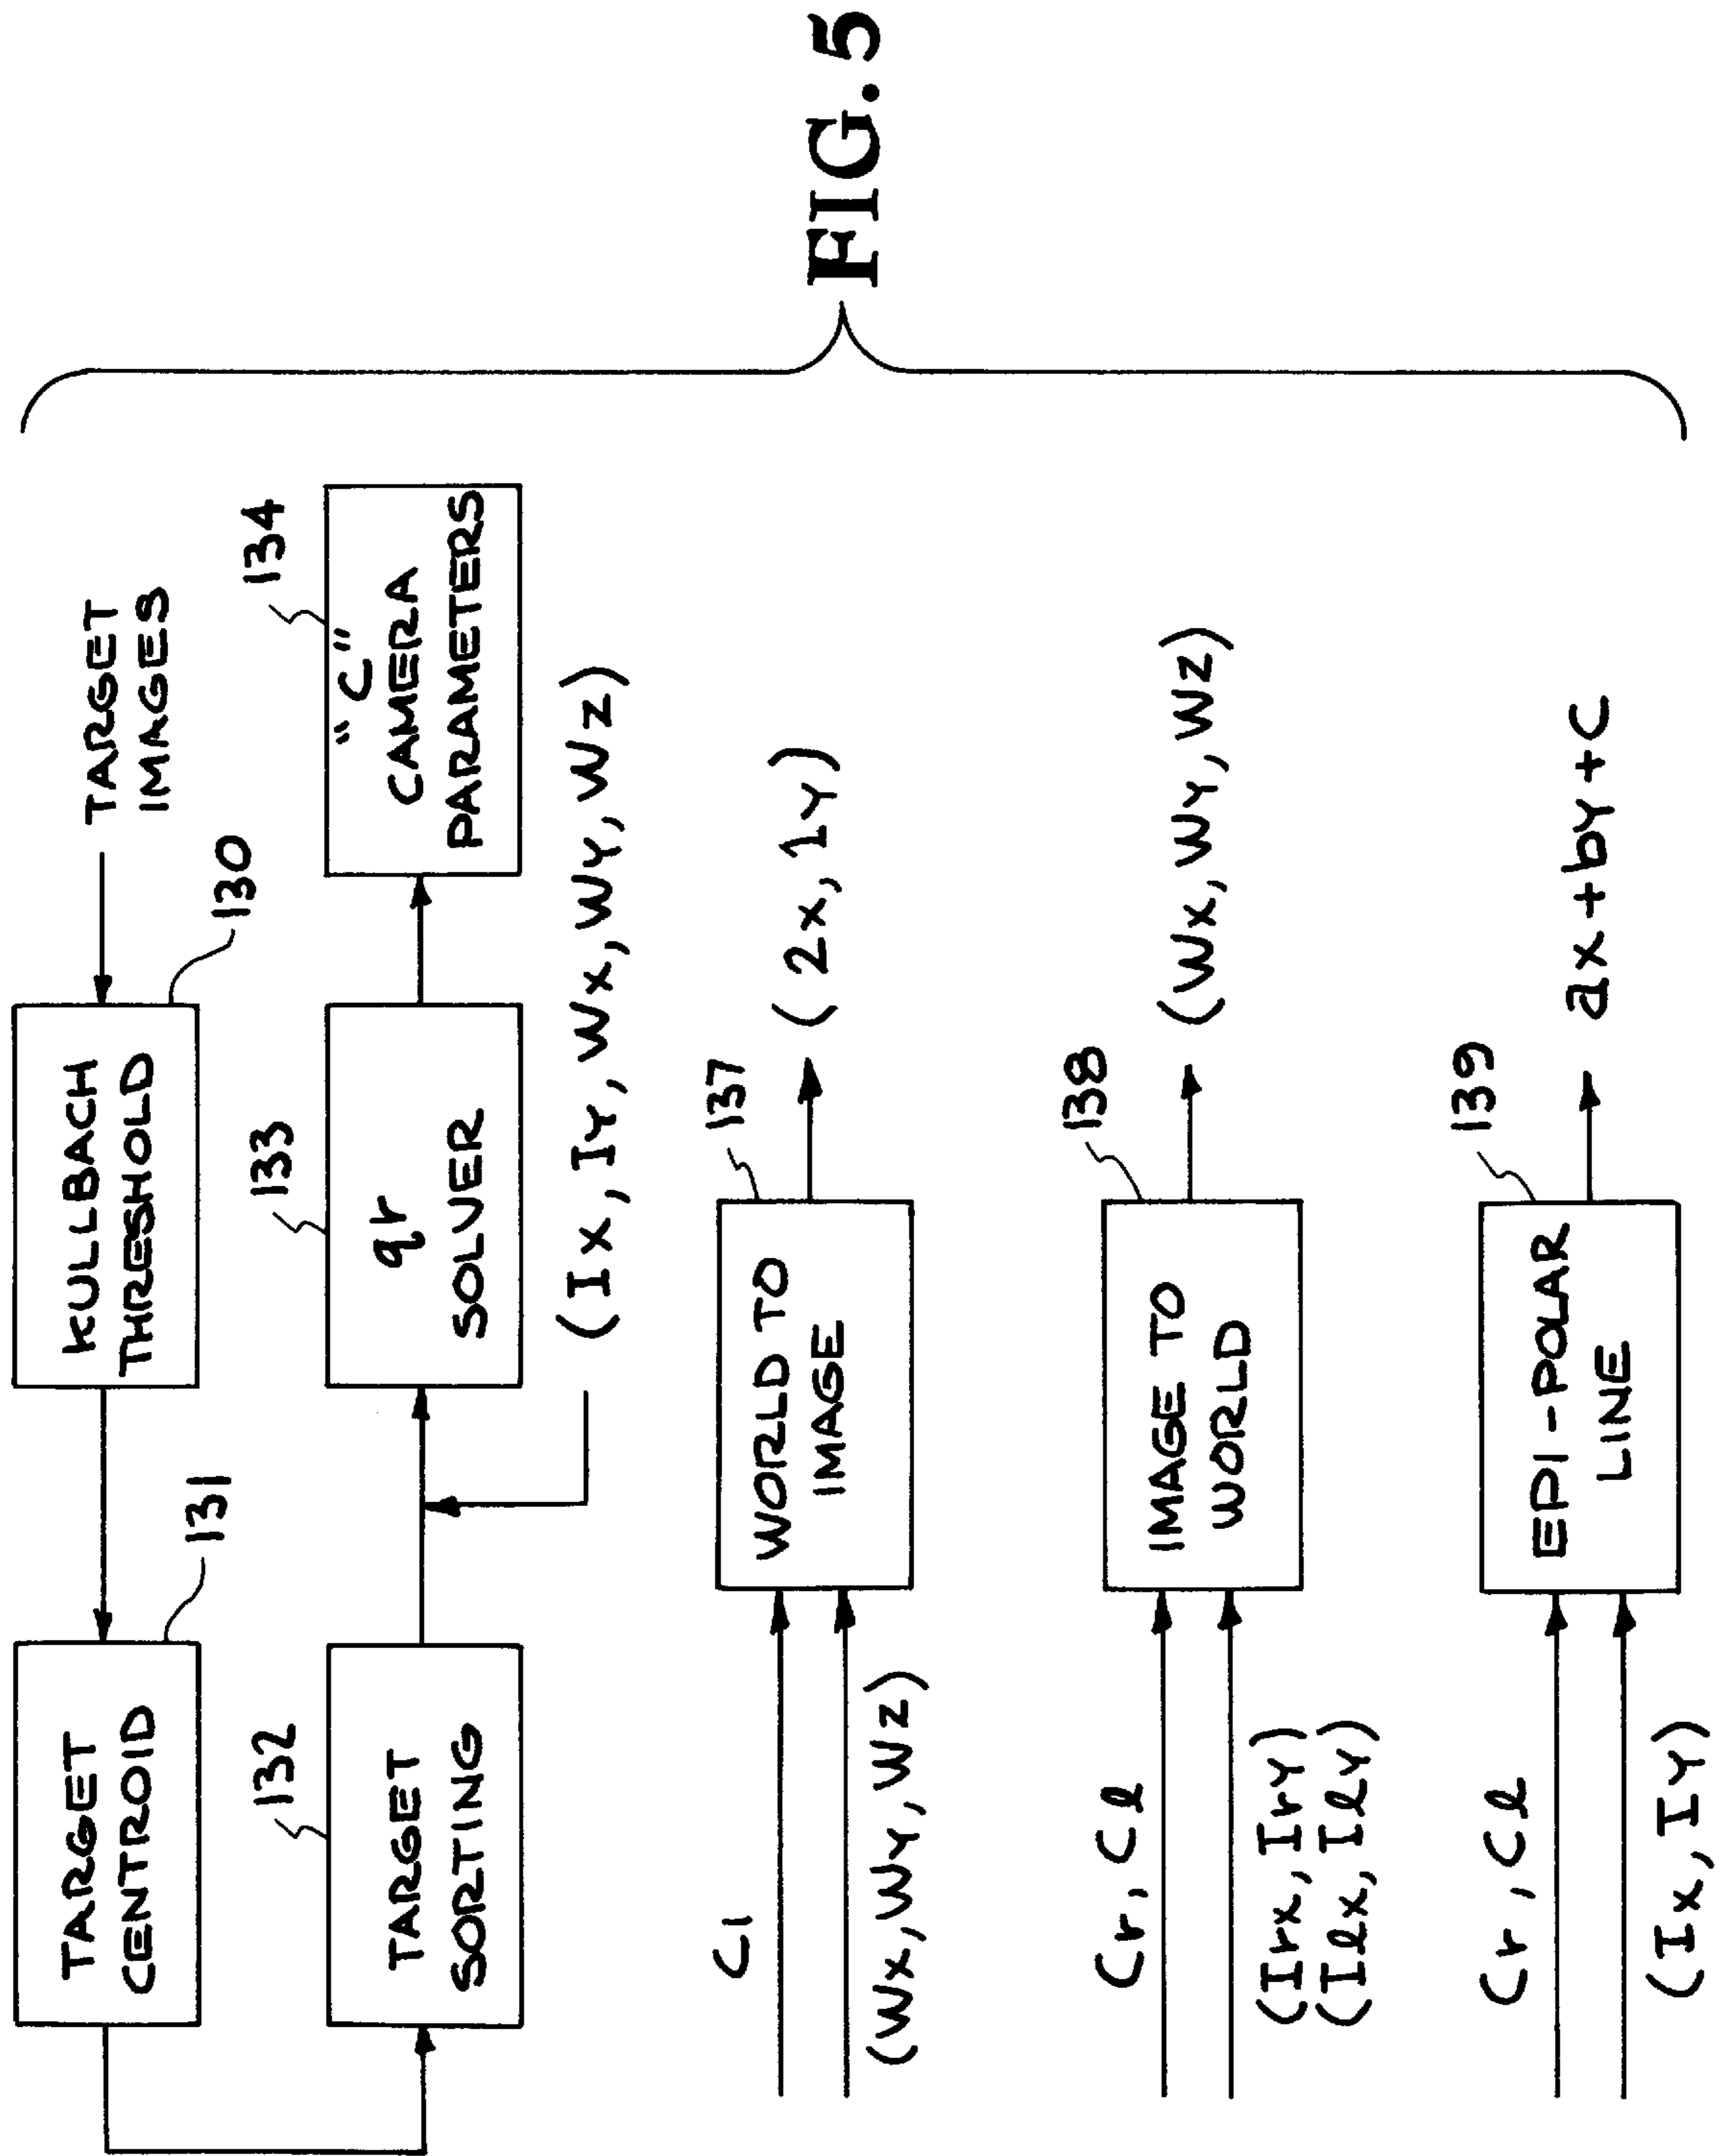 TARGET
IMAGES
KULLBACH
THRESHOLD
130
TARGET
CENTROID
131
TARGET
SORTING
132
qr
SOLVER
133
"C"
CAMERA
PARAMETERS
134
(Ix, Iy, Wx, Wy, Wz)
C1
(Wx, Wy, Wz)
WORLD TO
IMAGE
137
(2x, 1y)
Cr, Cl
(Irx, Iry)
(Ilx, Ily)
IMAGE TO
WORLD
138
(Wx, Wy, Wz)
Cr, Cl
(Ix, Iy)
EPI-POLAR
LINE
139
ax+by+c
FIG.5